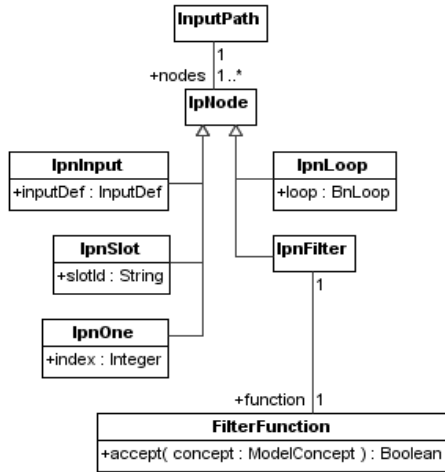 InputPath
1
+nodes 1..*
IpNode
IpnInput
+inputDef : InputDef
IpnLoop
+loop : BnLoop
IpnSlot
+slotId : String
IpnFilter
1
IpnOne
+index : Integer
+function 1
FilterFunction
+accept( concept : ModelConcept ) : Boolean